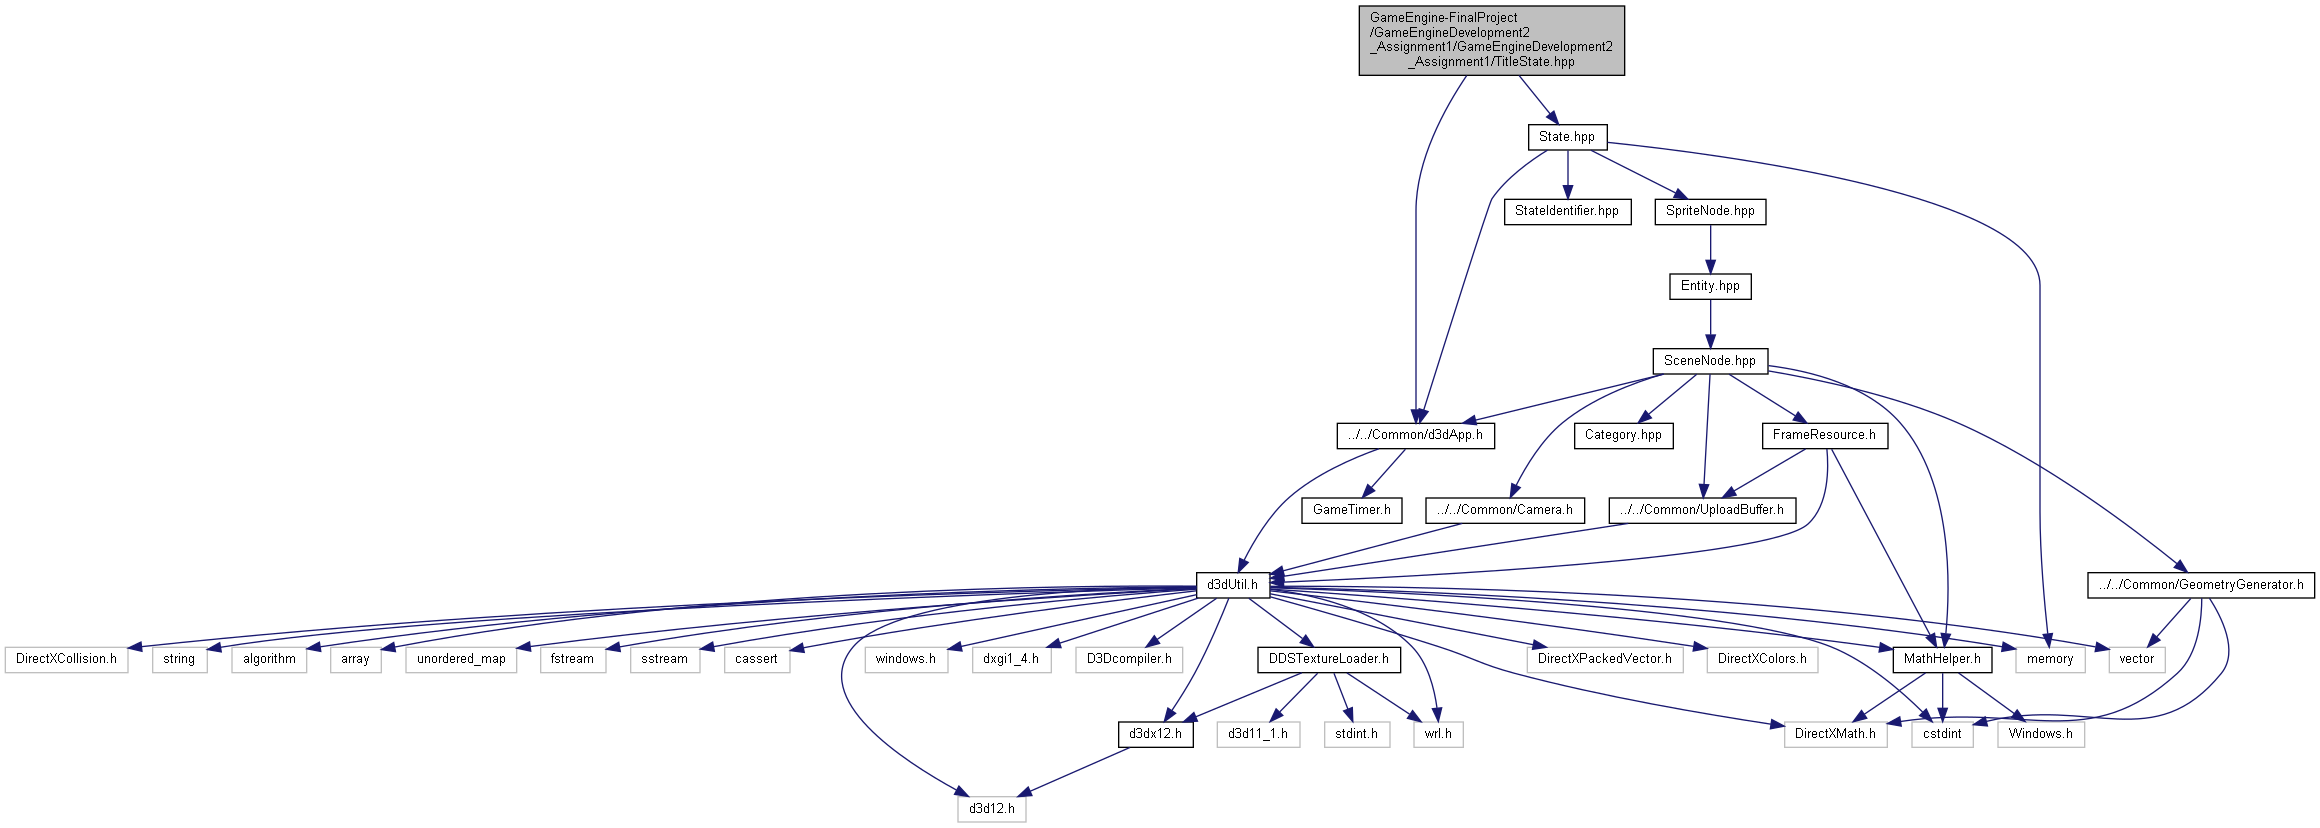 GameEngine-FinalProject
/GameEngineDevelopment2
_Assignment1/GameEngineDevelopment2
_Assignment1/TitleState.hpp
State.hpp
StateIdentifier.hpp
SpriteNode.hpp
Entity.hpp
SceneNode.hpp
../../Common/d3dApp.h
Category.hpp
FrameResource.h
GameTimer.h
../../Common/Camera.h
../../Common/UploadBuffer.h
d3dUtil.h
../../Common/GeometryGenerator.h
DirectXCollision.h
string
algorithm
array
unordered_map
fstream
sstream
cassert
windows.h
dxgi1_4.h
D3Dcompiler.h
DDSTextureLoader.h
DirectXPackedVector.h
DirectXColors.h
MathHelper.h
memory
vector
d3dx12.h
d3d11_1.h
stdint.h
wrl.h
DirectXMath.h
cstdint
Windows.h
d3d12.h